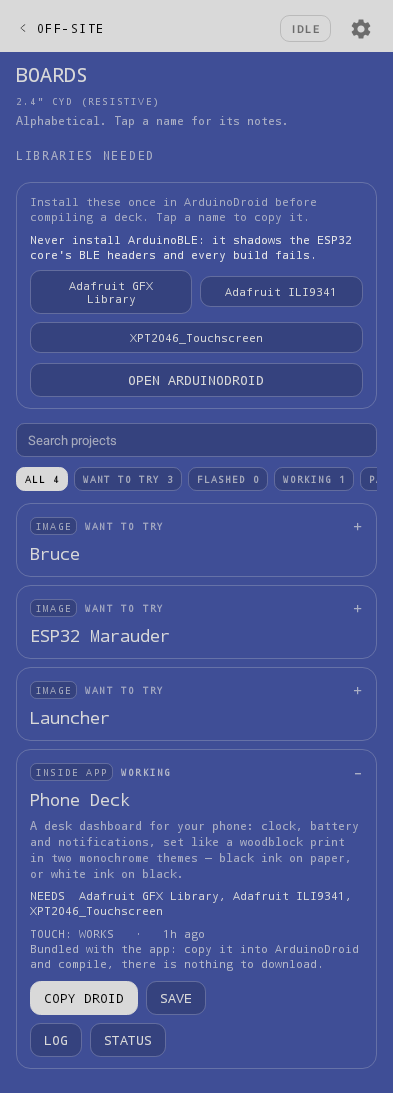 OFF-SITE
IDLE
BOARDS
2.4" CYD (RESISTIVE)
Alphabetical. Tap a name for its notes.
LIBRARIES NEEDED
Install these once in ArduinoDroid before
compiling a deck. Tap a name to copy it.
Never install ArduinoBLE: it shadows the ESP32
core's BLE headers and every build fails.
Adafruit GFX
Library
Adafruit ILI9341
XPT2046_Touchscreen
OPEN ARDUINODROID
Search projects
ALL 4 WANT TO TRY 3 FLASHED 0 WORKING 1
IMAGE WANT TO TRY +
Bruce
IMAGE WANT TO TRY +
ESP32 Marauder
IMAGE WANT TO TRY +
Launcher
INSIDE APP WORKING –
Phone Deck
A desk dashboard for your phone: clock, battery
and notifications, set like a woodblock print
in two monochrome themes — black ink on paper,
or white ink on black.
NEEDS Adafruit GFX Library, Adafruit ILI9341,
XPT2046_Touchscreen
TOUCH: WORKS · 1h ago
Bundled with the app: copy it into ArduinoDroid
and compile, there is nothing to download.
COPY DROID SAVE
LOG STATUS